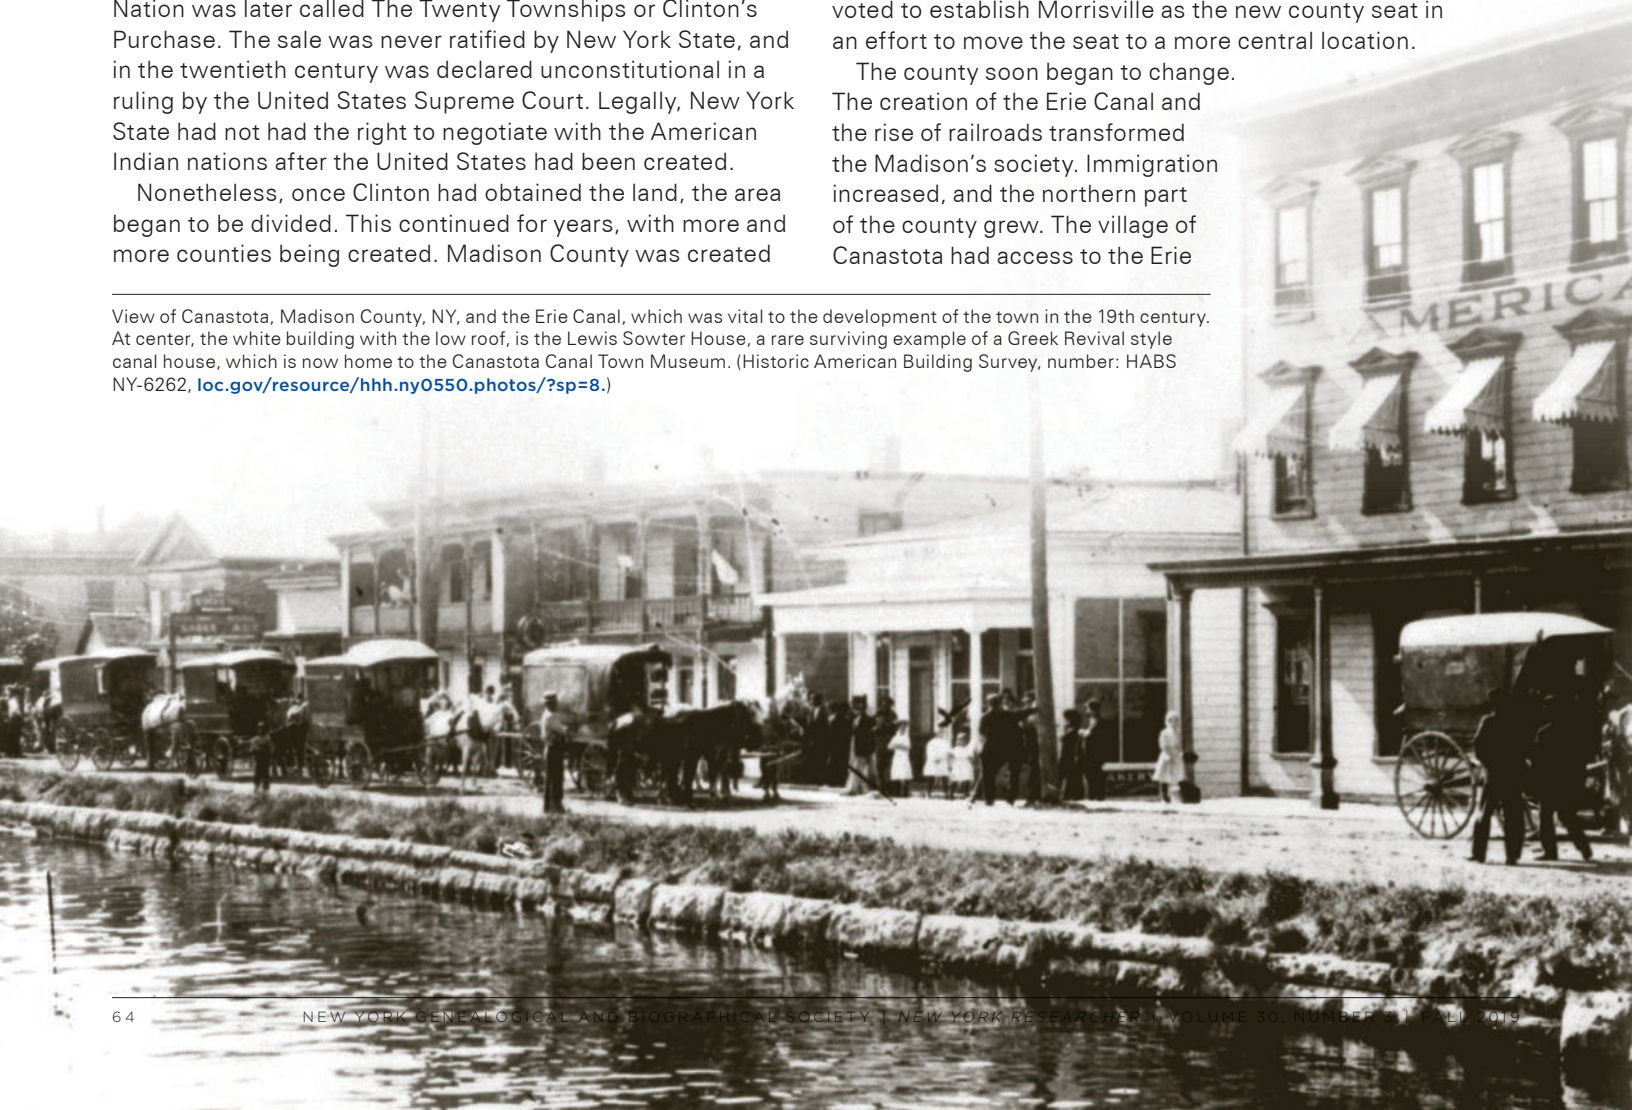 Nation was later called The Twenty Townships or Clinton’s
Purchase. The sale was never ratified by New York State, and
in the twentieth century was declared unconstitutional in a
ruling by the United States Supreme Court. Legally, New York
State had not had the right to negotiate with the American
Indian nations after the United States had been created.
Nonetheless, once Clinton had obtained the land, the area
began to be divided. This continued for years, with more and
more counties being created. Madison County was created
voted to establish Morrisville as the new county seat in
an effort to move the seat to a more central location.
The county soon began to change.
The creation of the Erie Canal and
the rise of railroads transformed
the Madison’s society. Immigration
increased, and the northern part
of the county grew. The village of
Canastota had access to the Erie
View of Canastota, Madison County, NY, and the Erie Canal, which was vital to the development of the town in the 19th century.
At center, the white building with the low roof, is the Lewis Sowter House, a rare surviving example of a Greek Revival style
canal house, which is now home to the Canastota Canal Town Museum. (Historic American Building Survey, number: HABS
NY-6262, loc.gov/resource/hhh.ny0550.photos/?sp=8.)
AMERICA
AKERY
64
NEW YORK GENEALOGICAL AND BIOGRAPHICAL SOCIETY | NEW YORK RESEARCHER | VOLUME 30, NUMBER 3 | FALL 2019